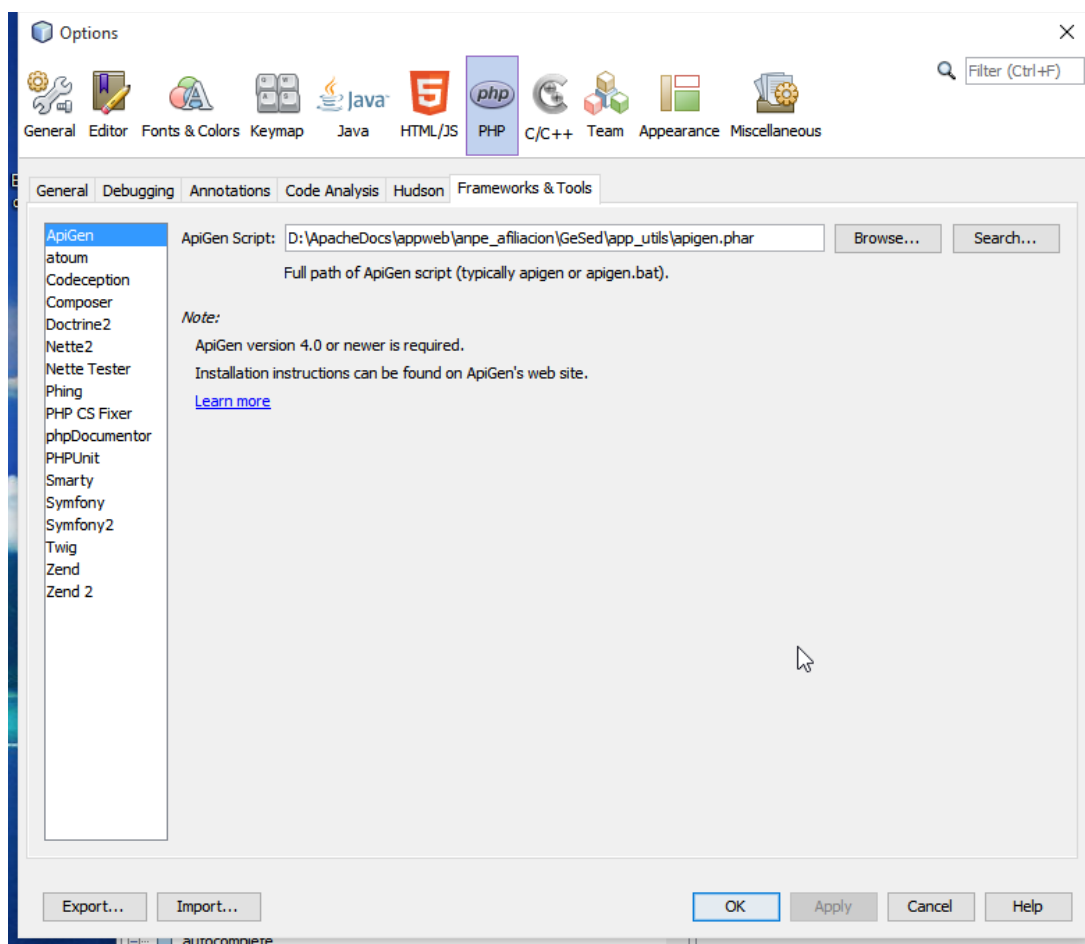 Options
Filter (Ctrl+F)
Java
php
General Editor Fonts & Colors Keymap Java HTML/JS PHP C/C++ Team Appearance Miscellaneous
General Debugging Annotations Code Analysis Hudson Frameworks & Tools
ApiGen
atoum
Codeception
Composer
Doctrine2
Nette2
Nette Tester
Phing
PHP CS Fixer
phpDocumentor
PHPUnit
Smarty
Symfony
Symfony2
Twig
Zend
Zend 2
ApiGen Script: D:\ApacheDocs\appweb\anpe_afiliacion\GeSed\app_utils\apigen.phar Browse... Search...
Full path of ApiGen script (typically apigen or apigen.bat).
Note:
ApiGen version 4.0 or newer is required.
Installation instructions can be found on ApiGen's web site.
Learn more
Export... Import... OK Apply Cancel Help
autocomplete